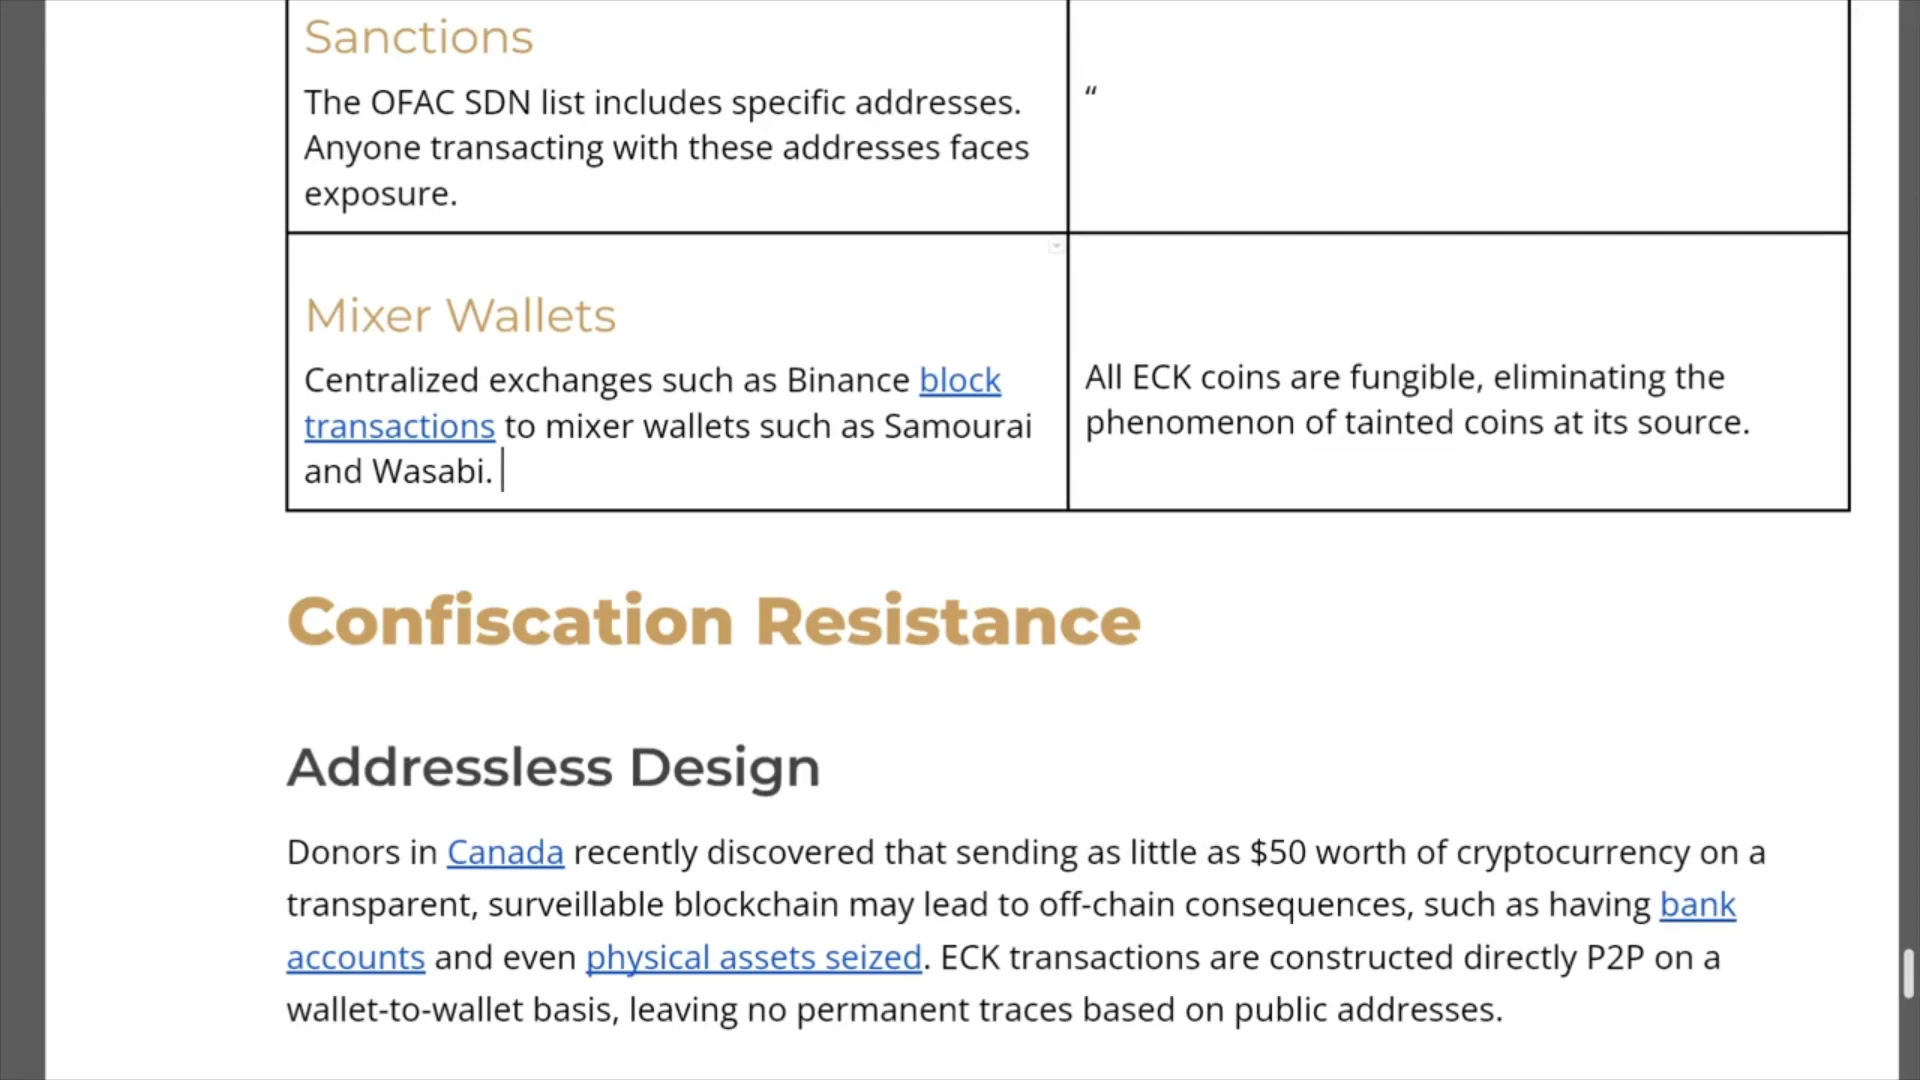 Sanctions
The OFAC SDN list includes specific addresses.
Anyone transacting with these addresses faces
exposure.
“
Mixer Wallets
Centralized exchanges such as Binance block
transactions to mixer wallets such as Samourai
and Wasabi.
All ECK coins are fungible, eliminating the
phenomenon of tainted coins at its source.
Confiscation Resistance
Addressless Design
Donors in Canada recently discovered that sending as little as $50 worth of cryptocurrency on a
transparent, surveillable blockchain may lead to off-chain consequences, such as having bank
accounts and even physical assets seized. ECK transactions are constructed directly P2P on a
wallet-to-wallet basis, leaving no permanent traces based on public addresses.